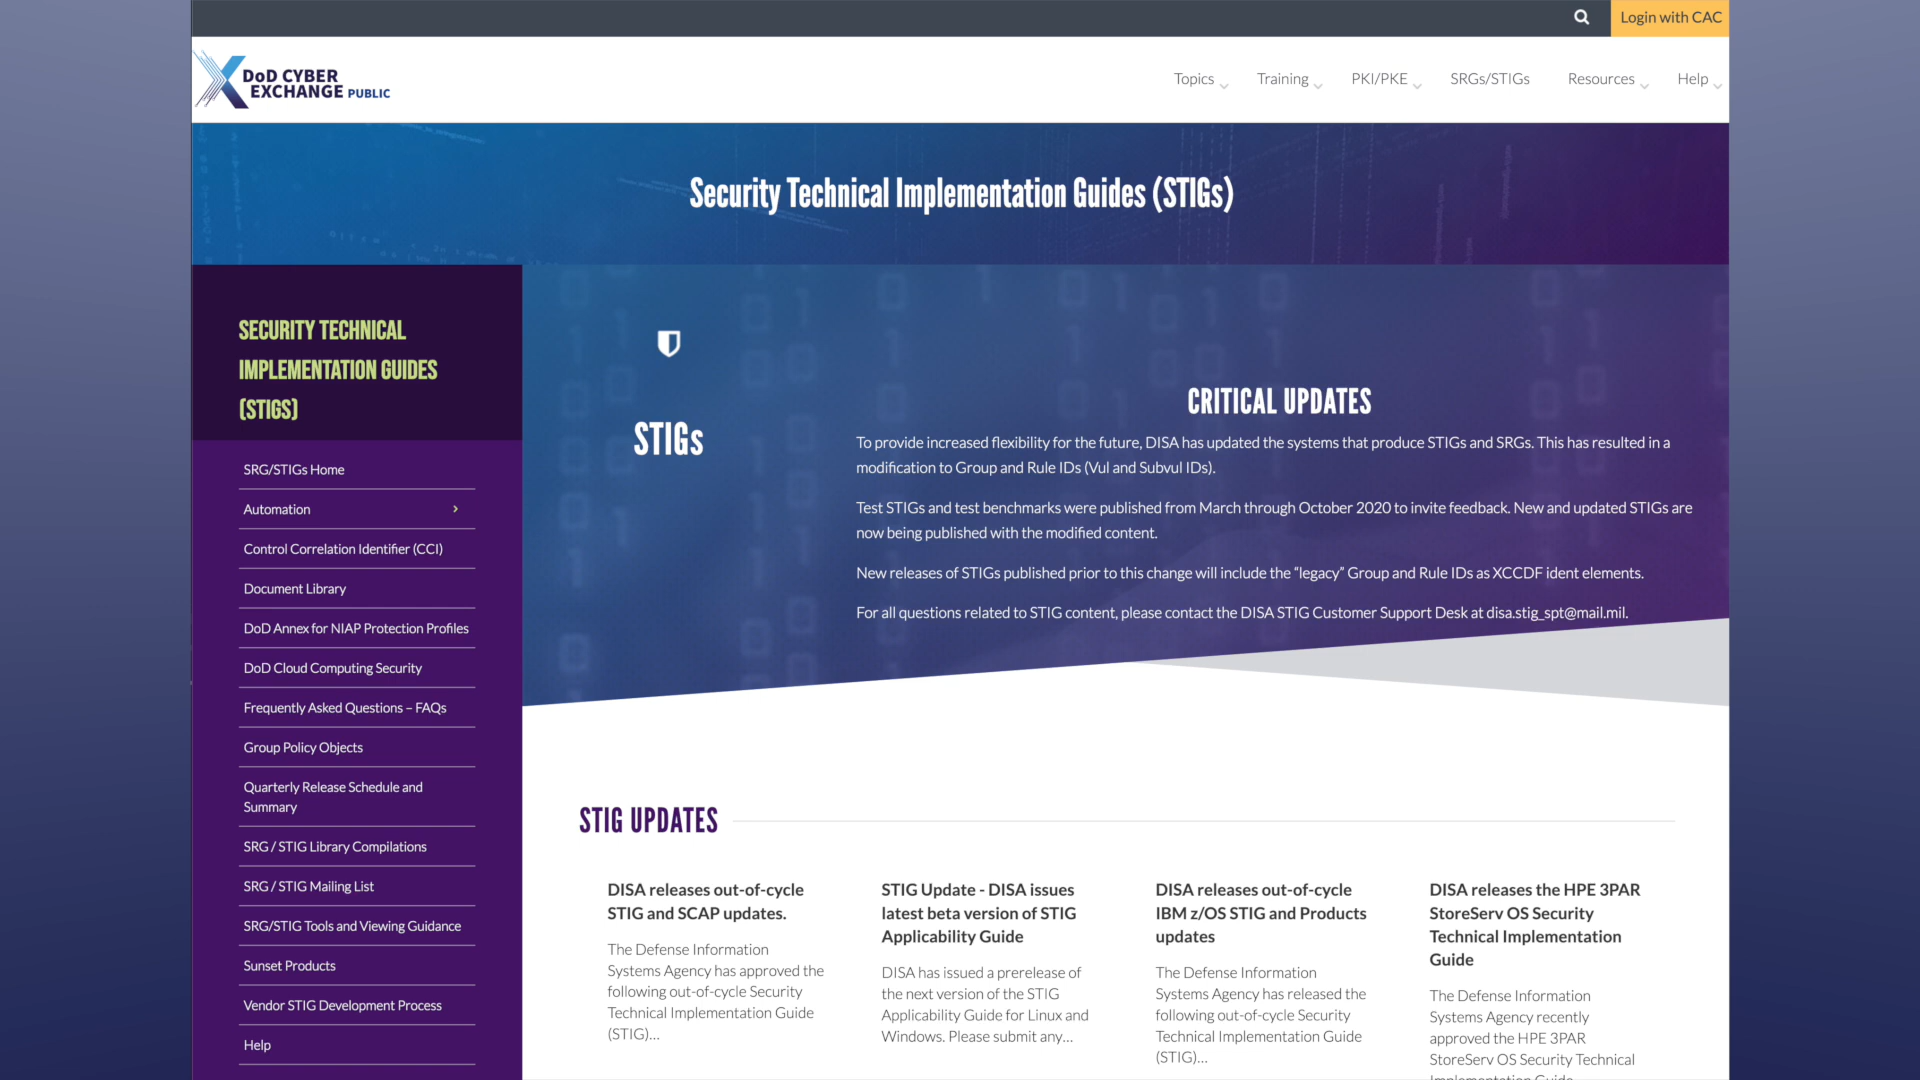 Login with CAC
DoD CYBER
EXCHANGE PUBLIC
Topics
Training
PKI/PKE
SRGs/STIGs
Resources
Help
Security Technical Implementation Guides (STIGs)
SECURITY TECHNICAL
IMPLEMENTATION GUIDES
(STIGS)
SRG/STIGs Home
Automation
Control Correlation Identifier (CCI)
Document Library
DoD Annex for NIAP Protection Profiles
DoD Cloud Computing Security
Frequently Asked Questions – FAQs
Group Policy Objects
Quarterly Release Schedule and
Summary
SRG / STIG Library Compilations
SRG / STIG Mailing List
SRG/STIG Tools and Viewing Guidance
Sunset Products
Vendor STIG Development Process
Help
STIGs
CRITICAL UPDATES
To provide increased flexibility for the future, DISA has updated the systems that produce STIGs and SRGs. This has resulted in a
modification to Group and Rule IDs (Vul and Subvul IDs).
Test STIGs and test benchmarks were published from March through October 2020 to invite feedback. New and updated STIGs are
now being published with the modified content.
New releases of STIGs published prior to this change will include the “legacy” Group and Rule IDs as XCCDF ident elements.
For all questions related to STIG content, please contact the DISA STIG Customer Support Desk at disa.stig_spt@mail.mil.
STIG UPDATES
DISA releases out-of-cycle
STIG and SCAP updates.
The Defense Information
Systems Agency has approved the
following out-of-cycle Security
Technical Implementation Guide
(STIG)...
STIG Update - DISA issues
latest beta version of STIG
Applicability Guide
DISA has issued a prerelease of
the next version of the STIG
Applicability Guide for Linux and
Windows. Please submit any...
DISA releases out-of-cycle
IBM z/OS STIG and Products
updates
The Defense Information
Systems Agency has released the
following out-of-cycle Security
Technical Implementation Guide
(STIG)...
DISA releases the HPE 3PAR
StoreServ OS Security
Technical Implementation
Guide
The Defense Information
Systems Agency recently
approved the HPE 3PAR
StoreServ OS Security Technical